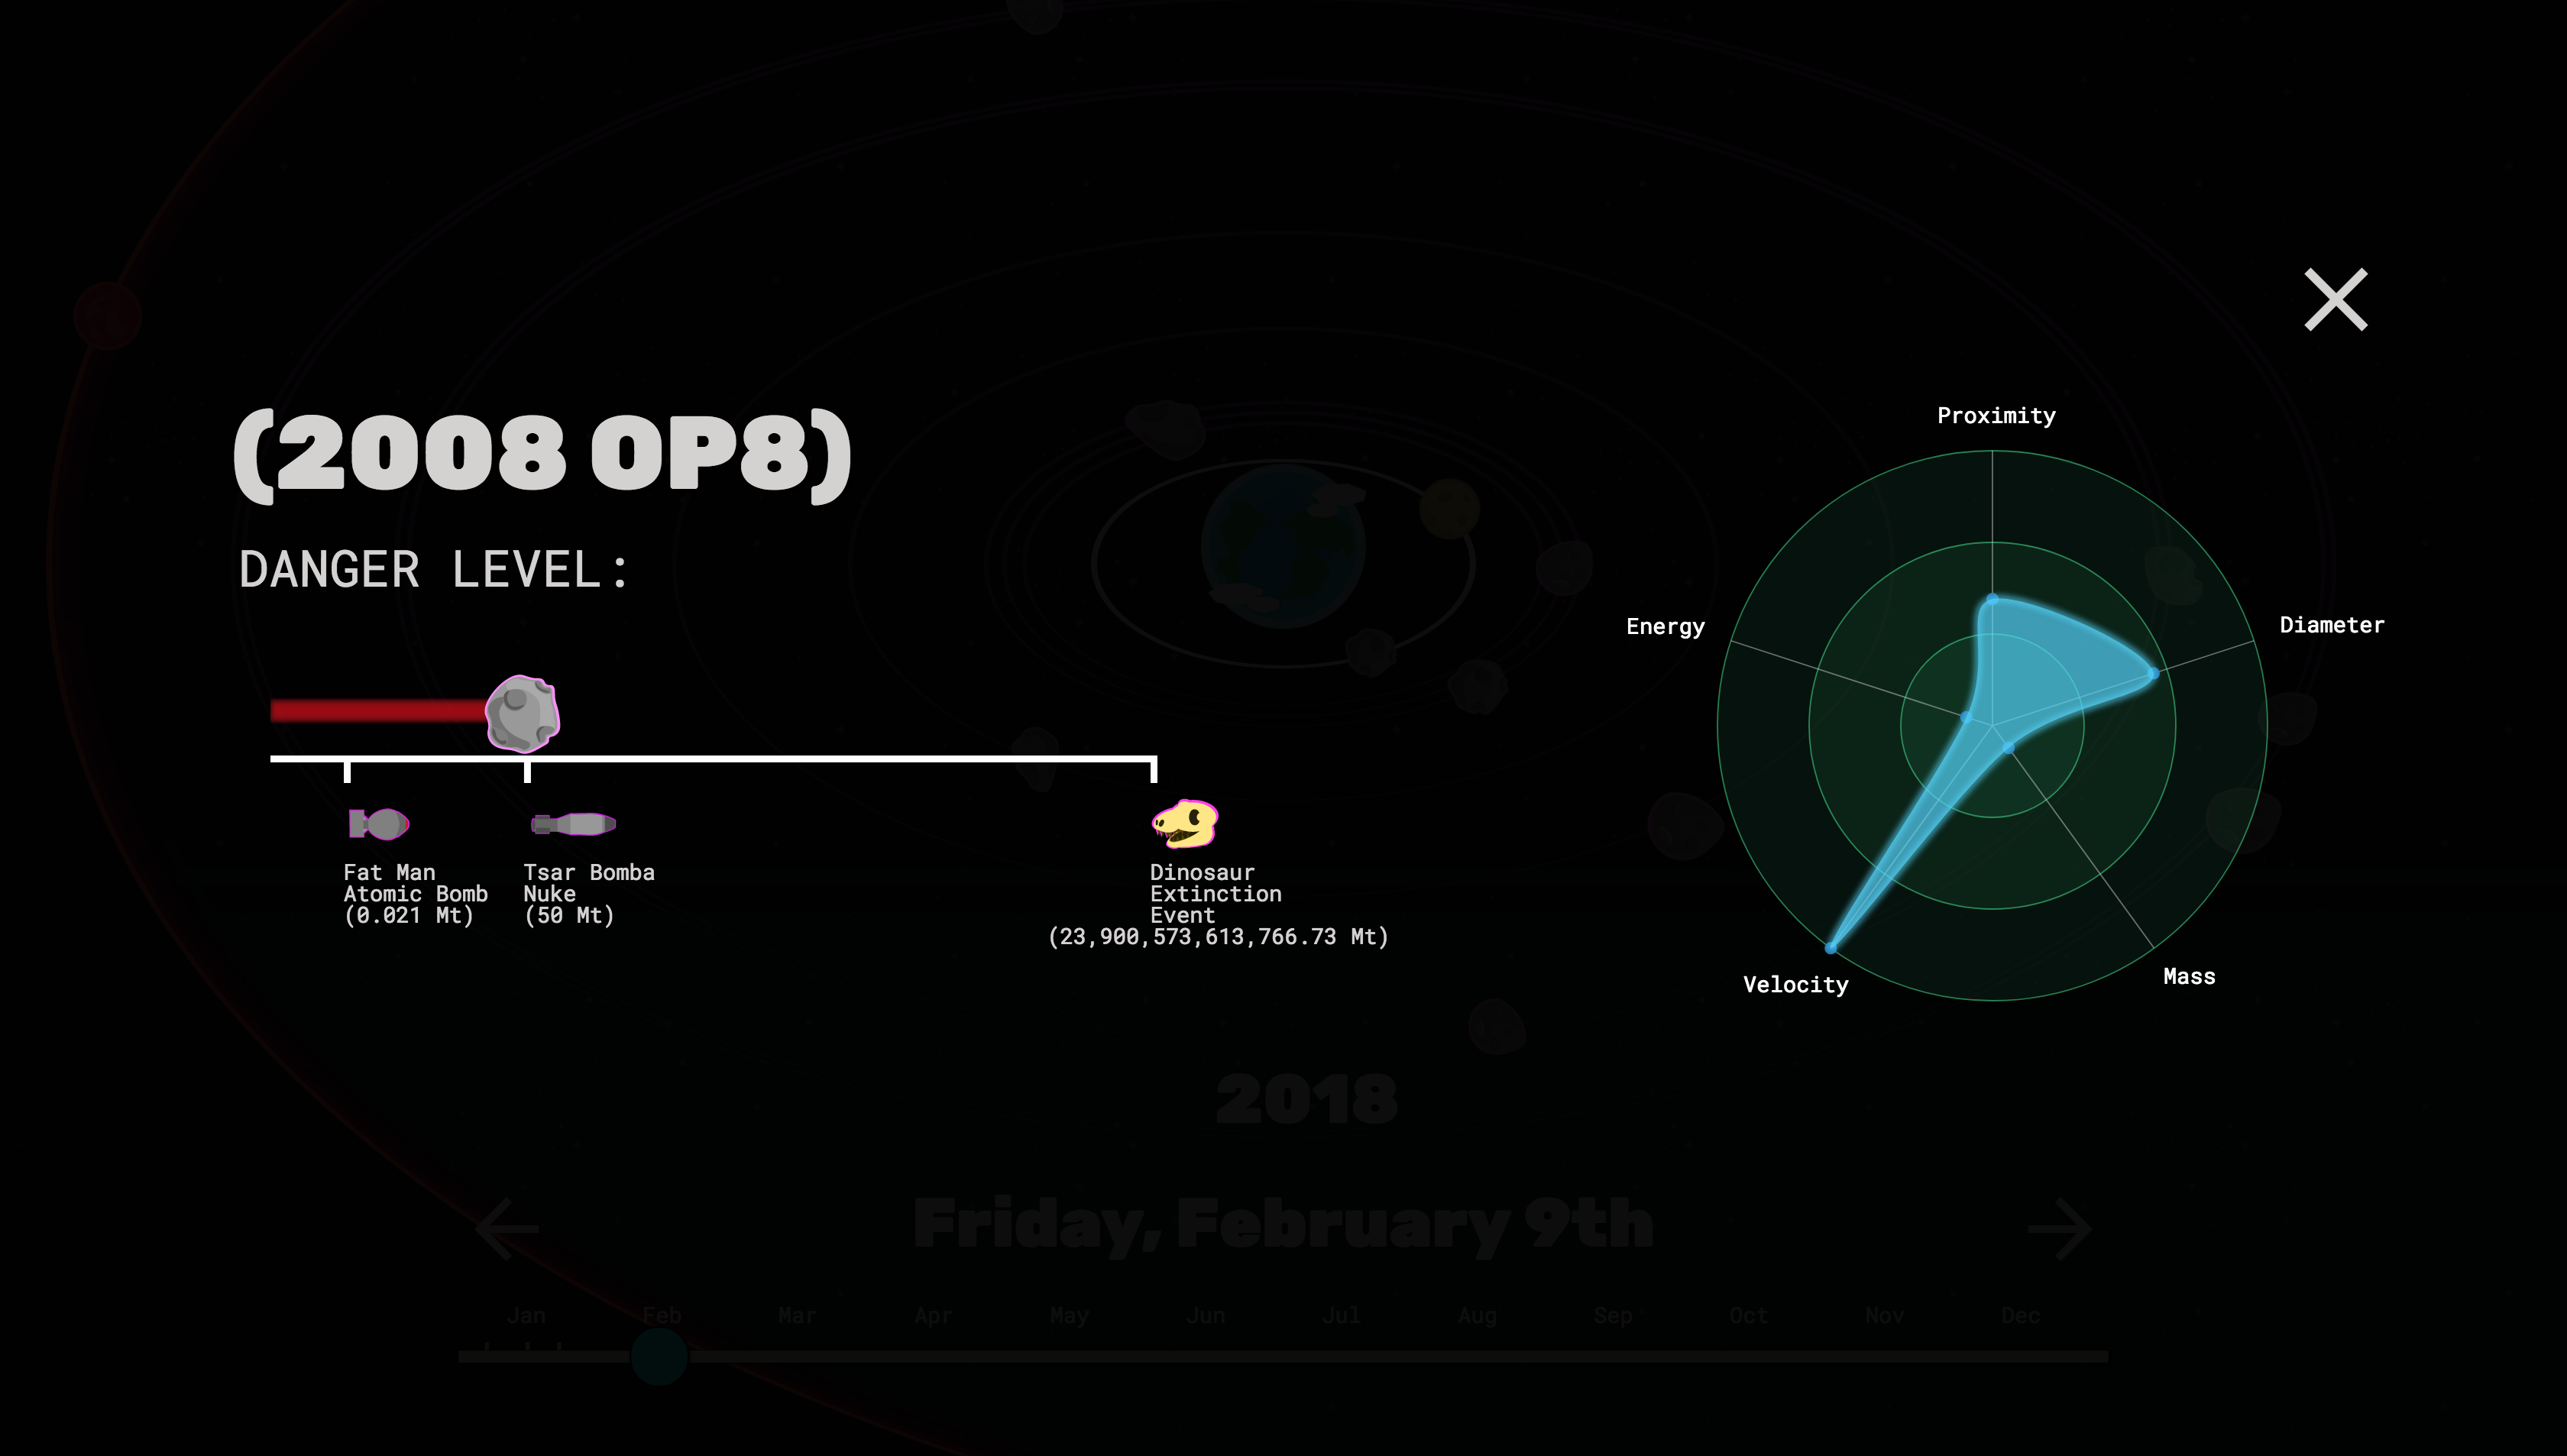 (2008 OP8)
DANGER LEVEL:
Fat Man
Atomic Bomb
(0.021 Mt)
Tsar Bomba
Nuke
(50 Mt)
Dinosaur
Extinction
Event
(23,900,573,613,766.73 Mt)
Proximity
Diameter
Energy
Velocity
Mass
2018
Friday, February 9th
Jan Feb Mar Apr May Jun Jul Aug Sep Oct Nov Dec